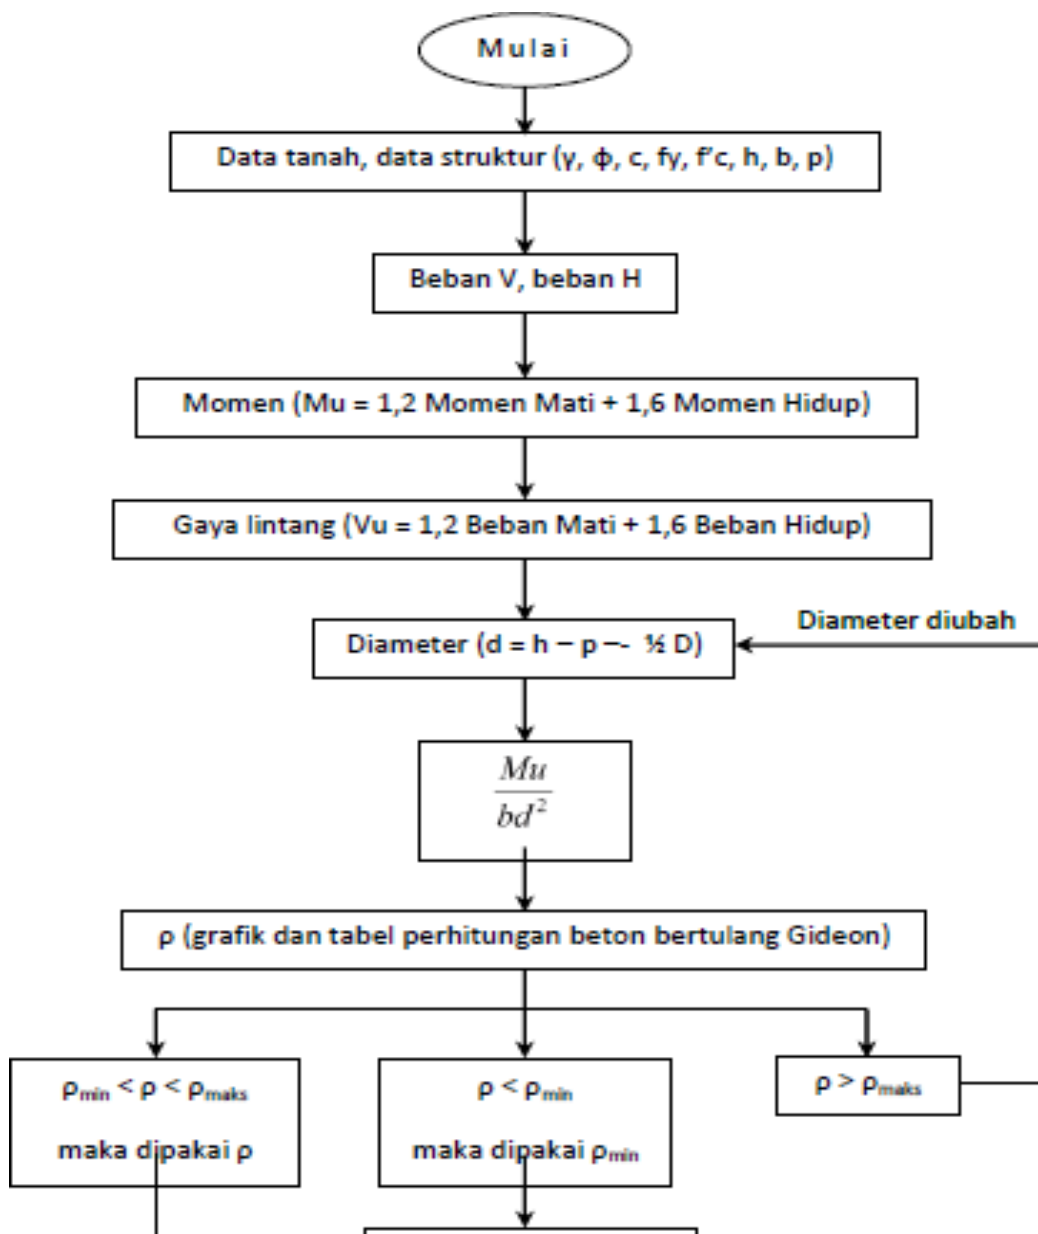 Mulai
Data tanah, data struktur (γ, ϕ, c, fy, f'c, h, b, p)
Beban V, beban H
Momen (Mu = 1,2 Momen Mati + 1,6 Momen Hidup)
Gaya lintang (Vu = 1,2 Beban Mati + 1,6 Beban Hidup)
Diameter diubah
Diameter (d = h – p –- ½ D)
Mu
bd²
ρ (grafik dan tabel perhitungan beton bertulang Gideon)
ρmin < ρ < ρmaks
maka dipakai ρ
ρ < ρmin
maka dipakai ρmin
ρ > ρmaks